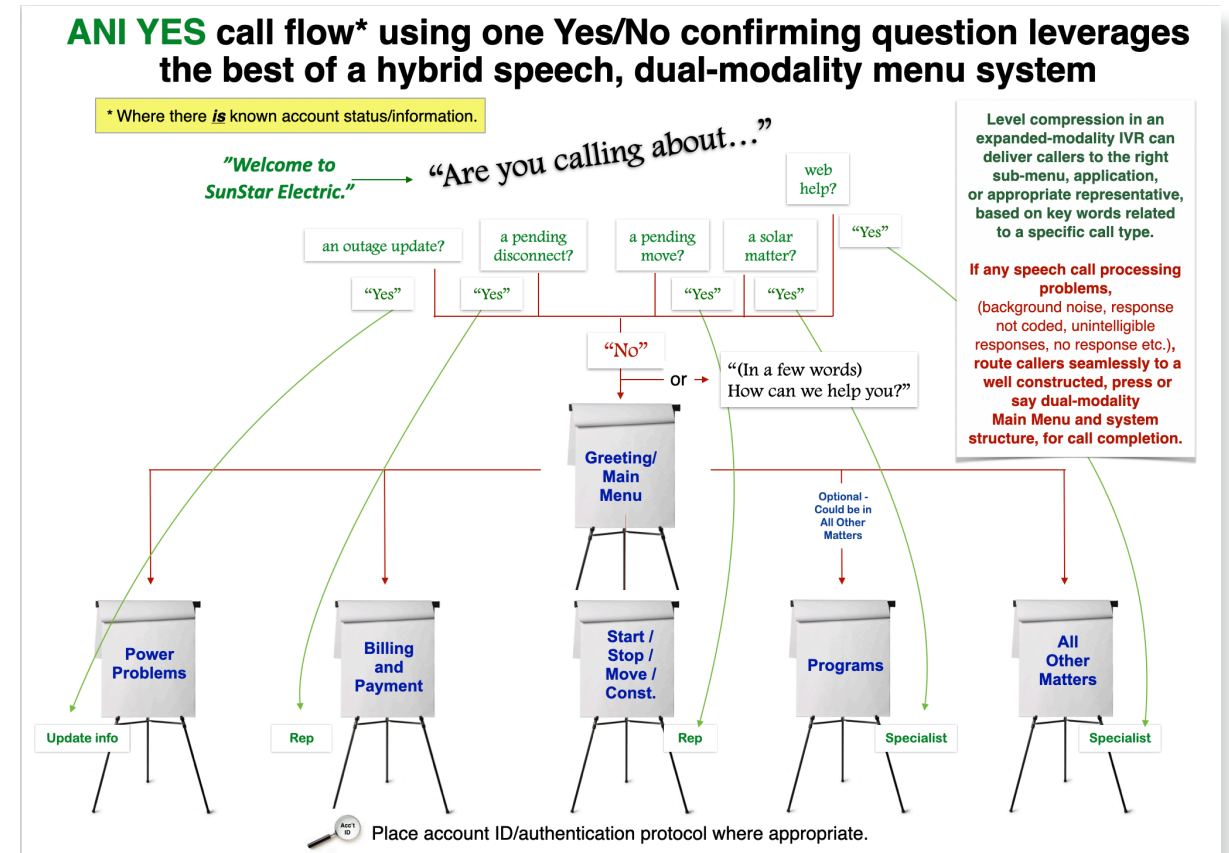 ANI YES call flow* using one Yes/No confirming question leverages
the best of a hybrid speech, dual-modality menu system
* Where there is known account status/information.
”Welcome to
SunStar Electric.”
“Are you calling about…”
web
help?
“Yes”
an outage update?
a pending
disconnect?
a pending
move?
a solar
matter?
“Yes”
“Yes”
“Yes”
“Yes”
Level compression in an
expanded-modality IVR can
deliver callers to the right
sub-menu, application,
or appropriate representative,
based on key words related
to a specific call type.
If any speech call processing
problems,
(background noise, response
not coded, unintelligible
responses, no response etc.),
route callers seamlessly to a
well constructed, press or
say dual-modality
Main Menu and system
structure, for call completion.
“No”
or
“(In a few words)
How can we help you?”
Greeting/
Main
Menu
Optional -
Could be in
All Other
Matters
Power
Problems
Billing
and
Payment
Start /
Stop /
Move /
Const.
Programs
All
Other
Matters
Update info
Rep
Rep
Specialist
Specialist
Acc't
ID
Place account ID/authentication protocol where appropriate.